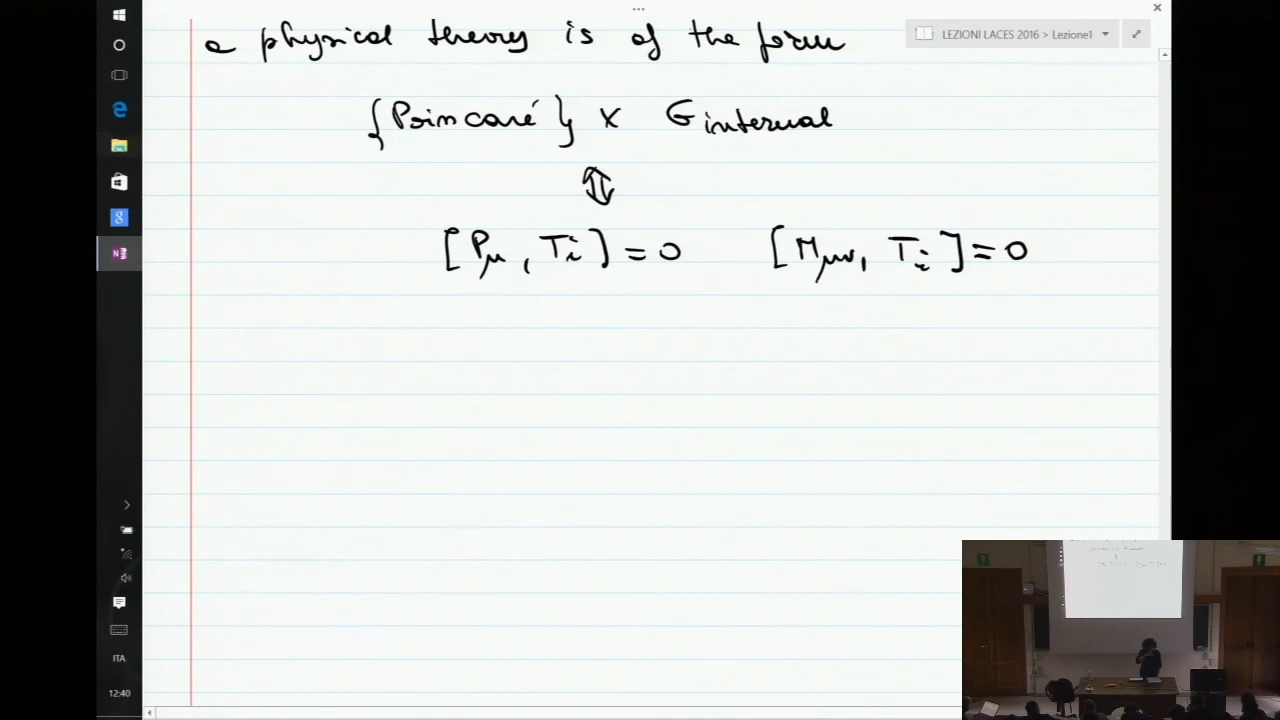 a physical theory is of the form
LEZIONI LACES 2016 > Lezione1
{Poincaré} x G internal
⇕
[Pμ, Ti] = 0 [Mμν, Ti] = 0
ITA
12:40